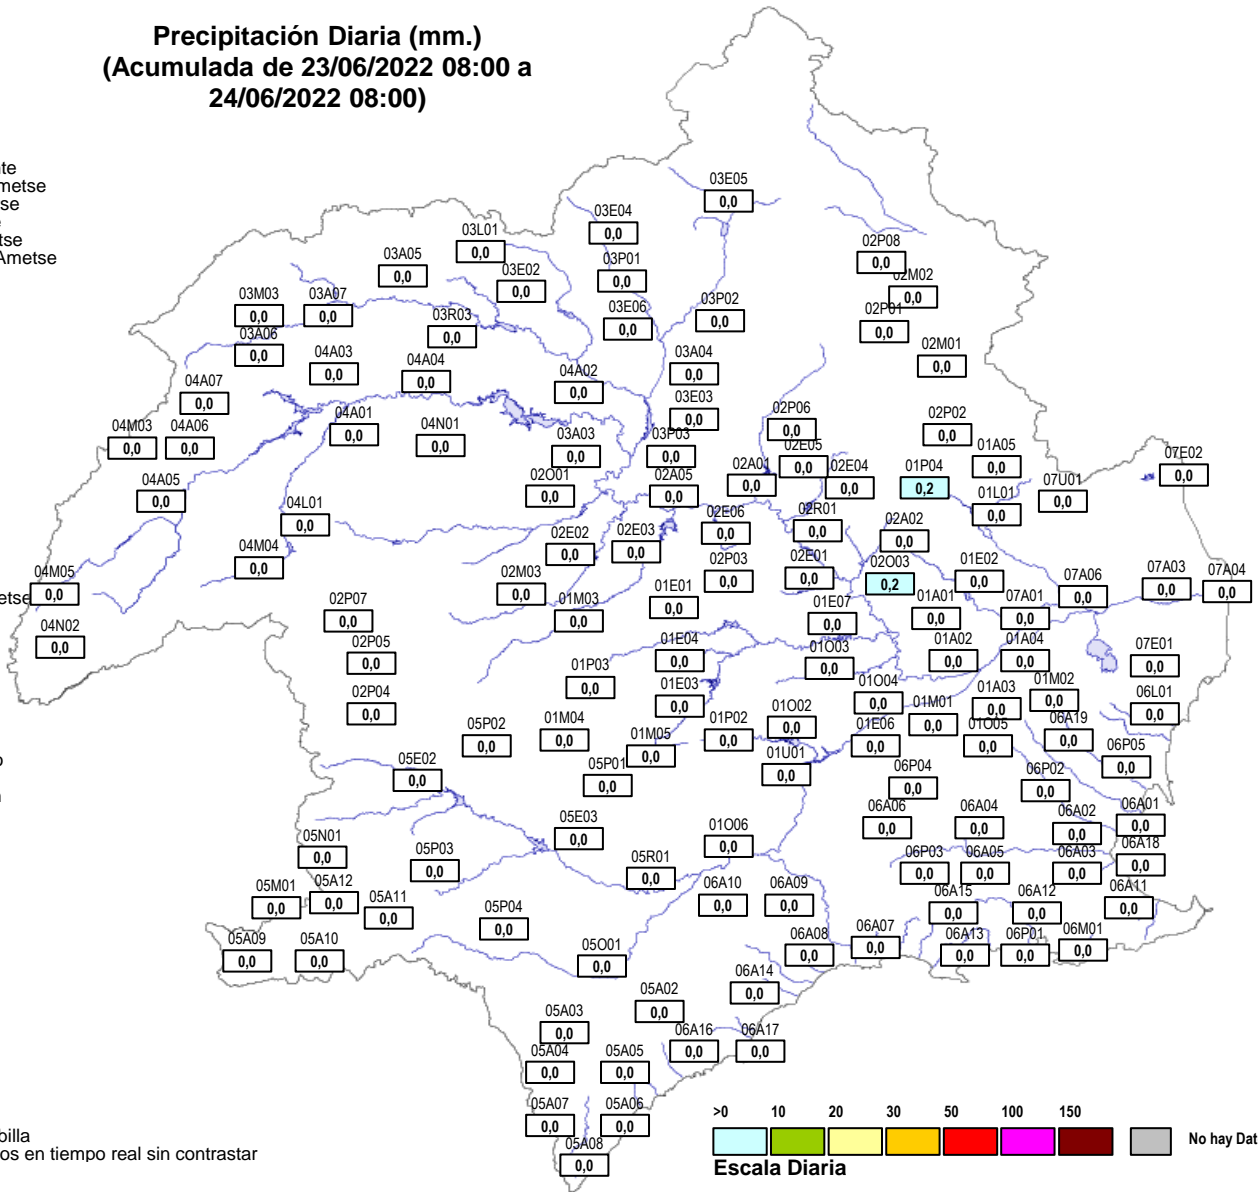 Precipitación Diaria (mm.)
(Acumulada de 23/06/2022 08:00 a
24/06/2022 08:00)
03E05
0,0
03E04
0,0
03L01
0,0
03P01
0,0
03A05
0,0
03E02
0,0
02P08
0,0
02M02
0,0
03M03
0,0
03A07
0,0
03P02
0,0
03E06
0,0
02P01
0,0
03R03
0,0
03A06
0,0
02M01
0,0
04A03
0,0
04A04
0,0
03A04
0,0
04A02
0,0
04A07
0,0
03E03
0,0
04A01
0,0
02P06
0,0
02P02
0,0
04M03
0,0
04A06
0,0
04N01
0,0
03A03
0,0
03P03
0,0
02E05
0,0
01A05
0,0
07E02
0,0
02A01
0,0
02E04
0,0
01P04
0,2
04A05
0,0
02O01
0,0
02A05
0,0
07U01
0,0
01L01
0,0
04L01
0,0
02E06
0,0
02R01
0,0
02A02
0,0
02E02
0,0
02E03
0,0
04M04
0,0
02P03
0,0
02E01
0,0
02O03
0,2
01E02
0,0
04M05
0,0
02M03
0,0
07A06
0,0
07A03
0,0
07A04
0,0
etse
01E01
0,0
02P07
0,0
01M03
0,0
01E07
0,0
01A01
0,0
07A01
0,0
04N02
0,0
02P05
0,0
01E04
0,0
01O03
0,0
01A02
0,0
01A04
0,0
07E01
0,0
01P03
0,0
01E03
0,0
01O04
0,0
01A03
0,0
01M02
0,0
06L01
0,0
02P04
0,0
05P02
0,0
01M04
0,0
01M05
0,0
01P02
0,0
01O02
0,0
01M01
0,0
01E06
0,0
01O05
0,0
06A19
0,0
06P05
0,0
05E02
0,0
05P01
0,0
01U01
0,0
06P04
0,0
06P02
0,0
05N01
0,0
05P03
0,0
05E03
0,0
01O06
0,0
06A06
0,0
06A04
0,0
06A02
0,0
06A01
0,0
05R01
0,0
06P03
0,0
06A05
0,0
06A03
0,0
06A18
0,0
05M01
0,0
05A12
0,0
05A11
0,0
06A10
0,0
06A09
0,0
06A15
0,0
06A12
0,0
06A11
0,0
05P04
0,0
05A09
0,0
05A10
0,0
05O01
0,0
06A08
0,0
06A07
0,0
06A13
0,0
06P01
0,0
06M01
0,0
06A14
0,0
05A02
0,0
05A03
0,0
06A16
0,0
06A17
0,0
05A04
0,0
05A05
0,0
05A07
0,0
05A06
0,0
05A08
0,0
te
metse
se
tse
Ametse
billa
os en tiempo real sin contrastar
>0 10 20 30 50 100 150
No hay Dat
Escala Diaria